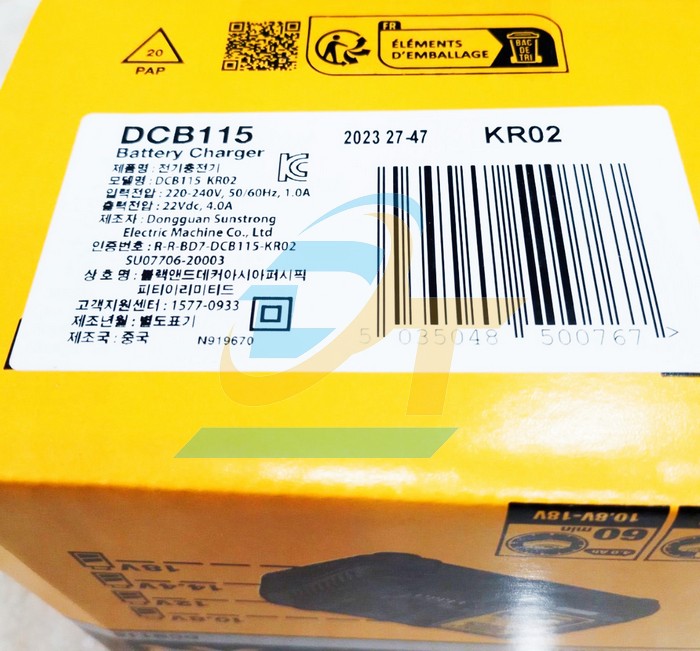 20
PAP
FR
ÉLÉMENTS
D'EMBALLAGE
BAC
DE
TRI
DCB115
2023 27-47
KR02
Battery Charger
제품명 : 전기충전기
모델명 : DCB115 KR02
입력전압 : 220-240V, 50/60Hz, 1.0A
출력전압 : 22Vdc, 4.0A
제조자 : Dongguan Sunstrong
Electric Machine Co., Ltd
인증번호 : R-R-BD7-DCB115-KR02
SU07706-20003
상 호 명 : 블랙앤드데커아시아퍼시픽
피티이리미티드
고객지원센터 : 1577-0933
제조년월 : 별도표기
제조국 : 중국
N919670
5 035048 500767 >
DT
4.0 Ah
60
min
10.8V-18V
18V
14.4V
12V
10.8V
DCB115